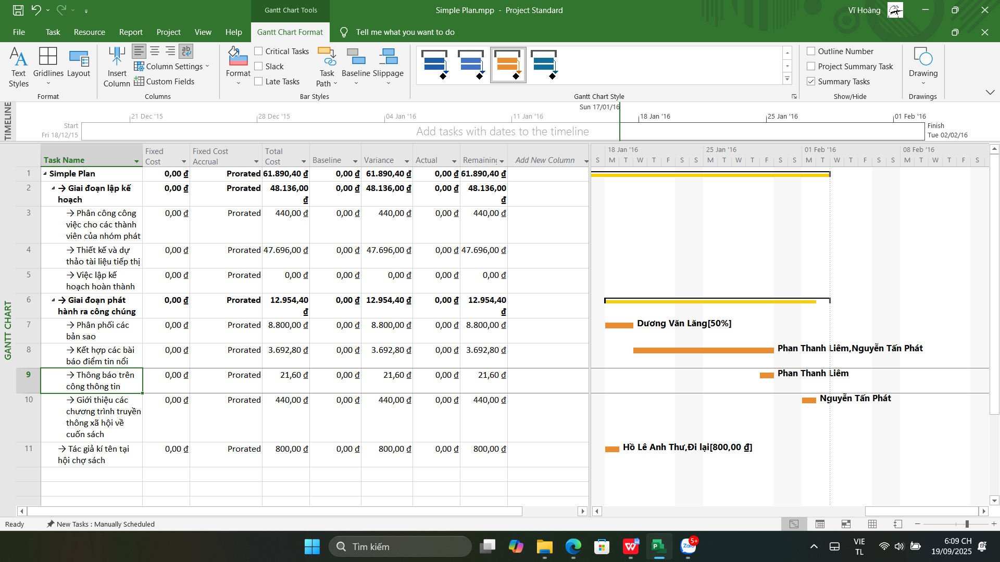 Gantt Chart Tools
Simple Plan.mpp - Project Standard
Vĩ Hoàng
File Task Resource Report Project View Help Gantt Chart Format Tell me what you want to do
Text Styles
Gridlines
Layout
Format
Insert Column
ab
Column Settings
Custom Fields
Columns
Format
Critical Tasks
Slack
Late Tasks
Task Path
Baseline
Slippage
Bar Styles
Gantt Chart Style
Outline Number
Project Summary Task
Summary Tasks
Show/Hide
Drawing
Drawings
TIMELINE
Sun 17/01/16
21 Dec '15 28 Dec '15 04 Jan '16 11 Jan '16 18 Jan '16 25 Jan '16 01 Feb '16
Start
Fri 18/12/15
Add tasks with dates to the timeline
Finish
Tue 02/02/16
GANTT CHART
Task Name Fixed Cost Fixed Cost Accrual Total Cost Baseline Variance Actual Remaining Add New Column
18 Jan '16 25 Jan '16 01 Feb '16 08 Feb '16
S M T W T F S S M T W T F S S M T W T F S S M T W T F S
1 Simple Plan 0,00 ₫ Prorated 61.890,40 ₫ 0,00 ₫ 61.890,40 ₫ 0,00 ₫ 61.890,40 ₫
2 → Giai đoạn lập kế hoạch 0,00 ₫ Prorated 48.136,00 ₫ 0,00 ₫ 48.136,00 ₫ 0,00 ₫ 48.136,00 ₫
3 → Phân công công việc cho các thành viên của nhóm phát 0,00 ₫ Prorated 440,00 ₫ 0,00 ₫ 440,00 ₫ 0,00 ₫ 440,00 ₫
4 → Thiết kế và dự thảo tài liệu tiếp thị 0,00 ₫ Prorated 47.696,00 ₫ 0,00 ₫ 47.696,00 ₫ 0,00 ₫ 47.696,00 ₫
5 → Việc lập kế hoạch hoàn thành 0,00 ₫ Prorated 0,00 ₫ 0,00 ₫ 0,00 ₫ 0,00 ₫ 0,00 ₫
6 → Giai đoạn phát hành ra công chúng 0,00 ₫ Prorated 12.954,40 ₫ 0,00 ₫ 12.954,40 ₫ 0,00 ₫ 12.954,40 ₫
7 → Phân phối các bản sao 0,00 ₫ Prorated 8.800,00 ₫ 0,00 ₫ 8.800,00 ₫ 0,00 ₫ 8.800,00 ₫ Dương Văn Lăng[50%]
8 → Kết hợp các bài báo điểm tin nổi 0,00 ₫ Prorated 3.692,80 ₫ 0,00 ₫ 3.692,80 ₫ 0,00 ₫ 3.692,80 ₫ Phan Thanh Liêm,Nguyễn Tấn Phát
9 → Thông báo trên công thông tin 0,00 ₫ Prorated 21,60 ₫ 0,00 ₫ 21,60 ₫ 0,00 ₫ 21,60 ₫ Phan Thanh Liêm
10 → Giới thiệu các chương trình truyền thông xã hội về cuốn sách 0,00 ₫ Prorated 440,00 ₫ 0,00 ₫ 440,00 ₫ 0,00 ₫ 440,00 ₫ Nguyễn Tấn Phát
11 → Tác giả kí tên tại hội chợ sách 0,00 ₫ Prorated 800,00 ₫ 0,00 ₫ 800,00 ₫ 0,00 ₫ 800,00 ₫ Hồ Lê Anh Thư,Đi lại[800,00 ₫]
Ready New Tasks : Manually Scheduled
Tìm kiếm
Zalo 5+
VIE
TL
6:09 CH
19/09/2025